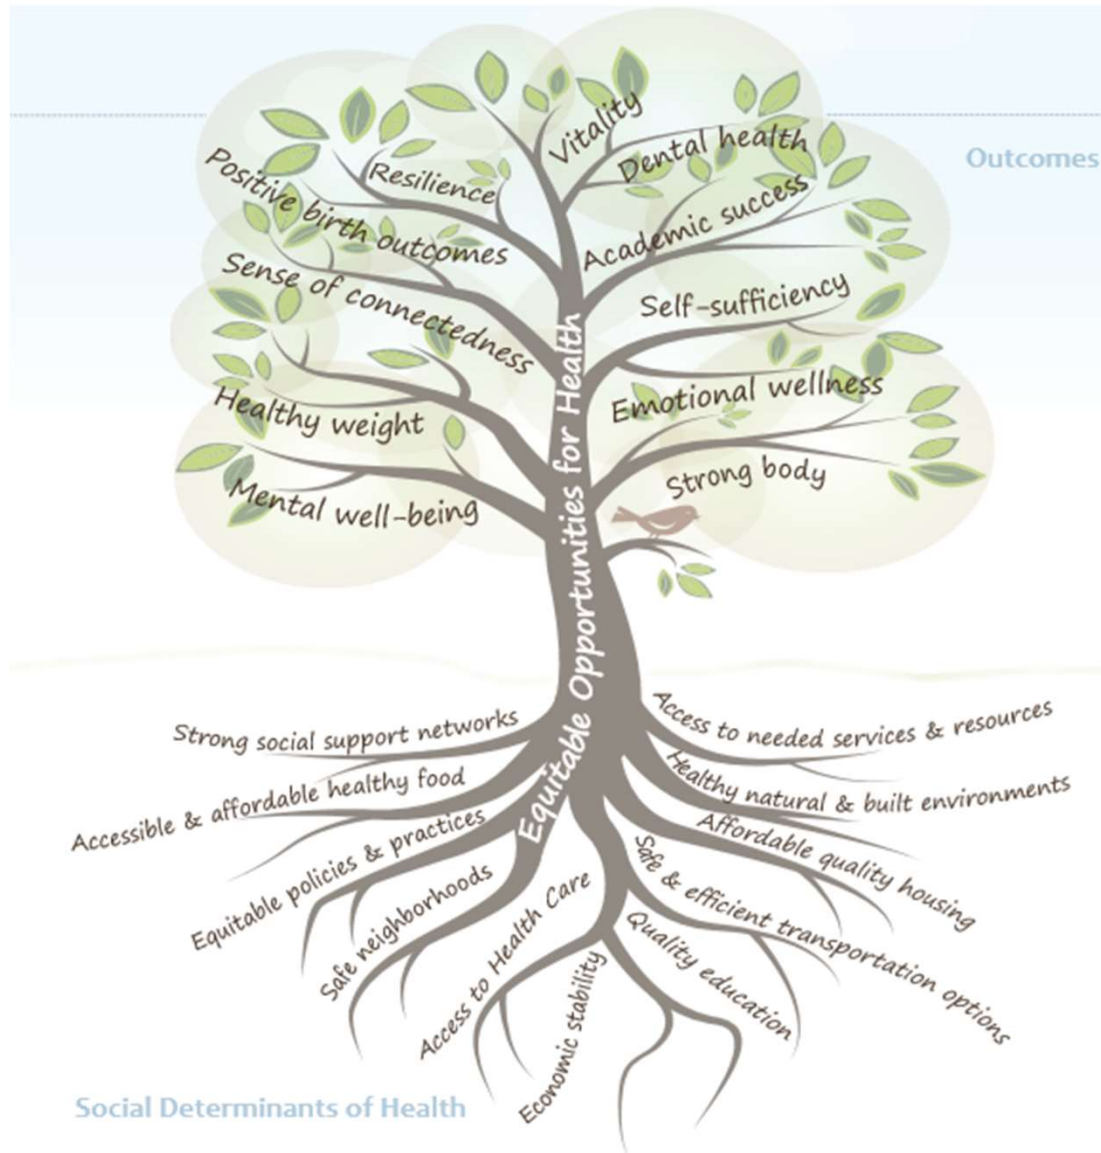 Vitality
Dental health
Outcomes
Resilience
Positive birth outcomes
Academic success
Sense of connectedness
Self-sufficiency
Healthy weight
Emotional wellness
Mental well-being
Strong body
Equitable Opportunities for Health
Strong social support networks
Access to needed services & resources
Accessible & affordable healthy food
Healthy natural & built environments
Equitable policies & practices
Affordable quality housing
Safe neighborhoods
Safe & efficient transportation options
Access to Health Care
Quality education
Economic stability
Social Determinants of Health